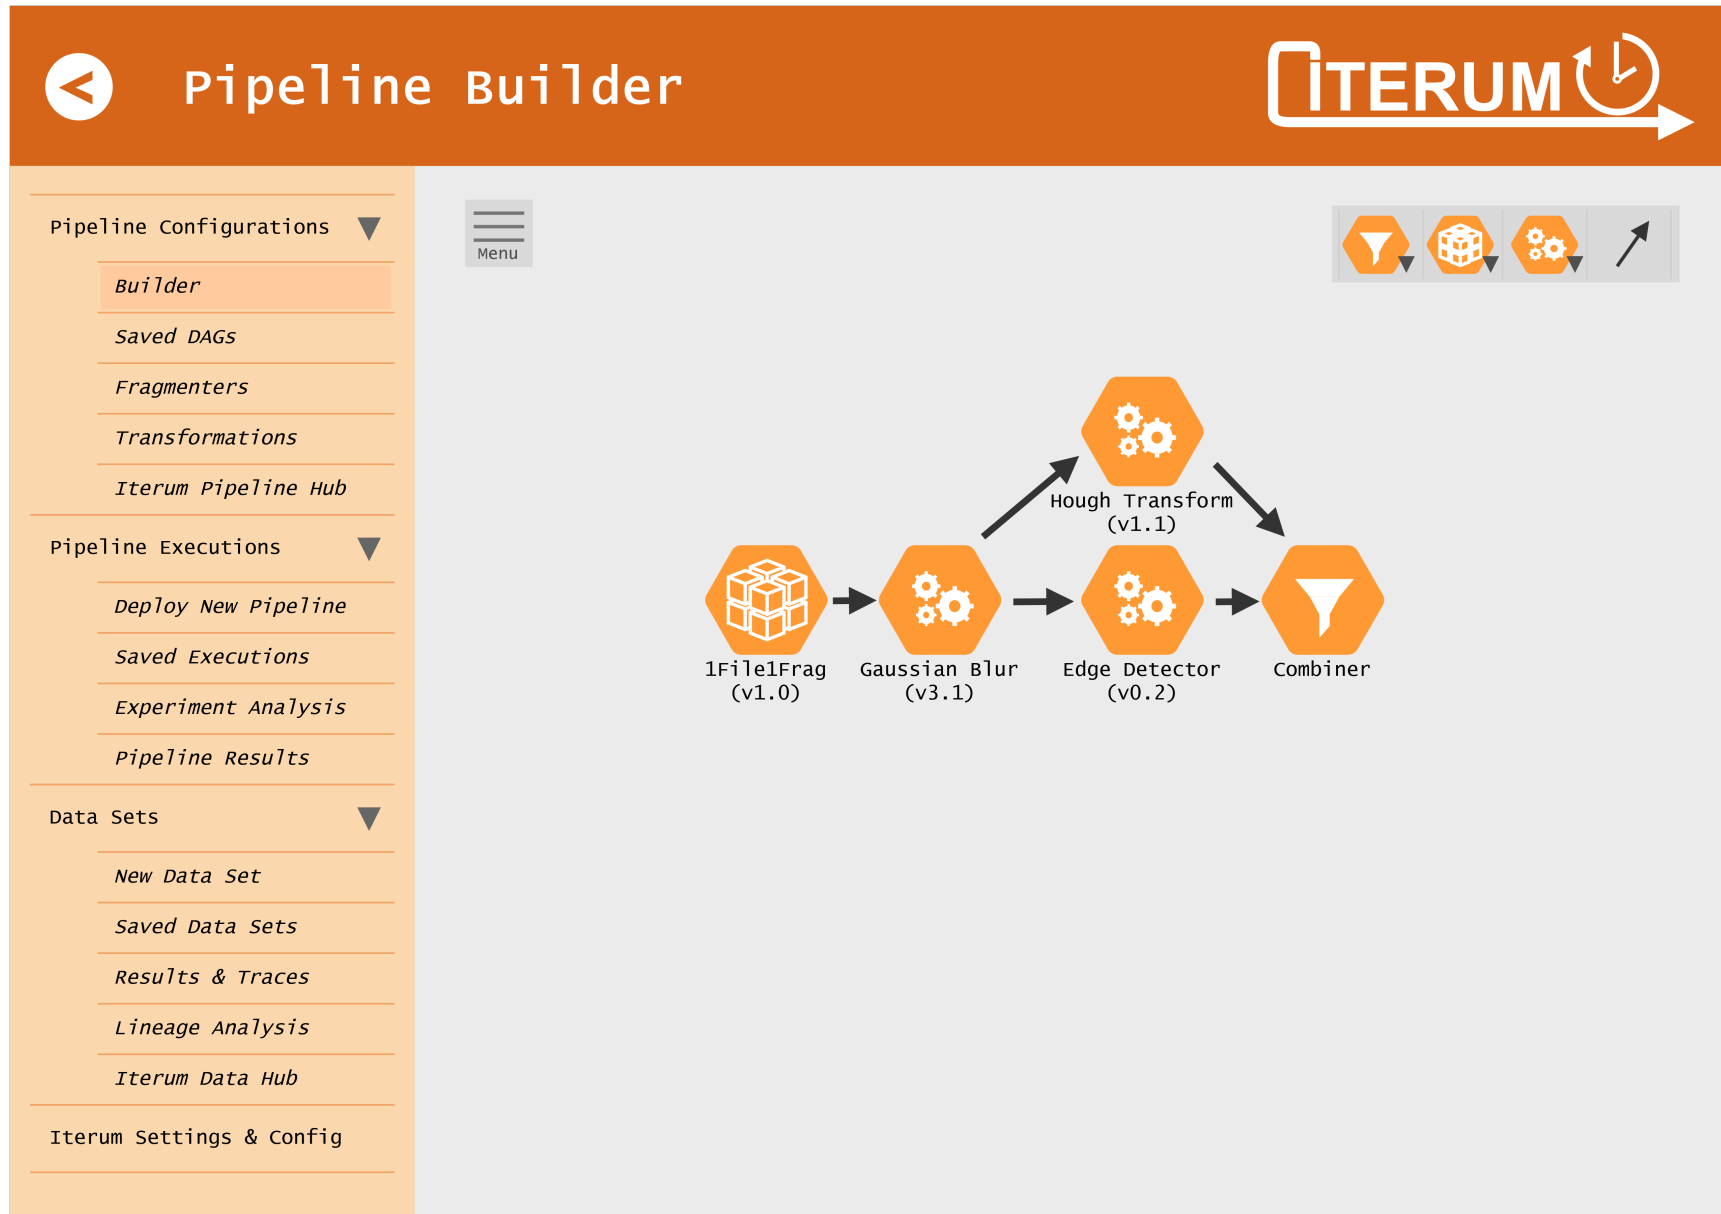 Pipeline Builder
ITERUM
Pipeline Configurations
Builder
Saved DAGs
Fragmenters
Transformations
Iterum Pipeline Hub
Pipeline Executions
Deploy New Pipeline
Saved Executions
Experiment Analysis
Pipeline Results
Data Sets
New Data Set
Saved Data Sets
Results & Traces
Lineage Analysis
Iterum Data Hub
Iterum Settings & Config
Menu
Hough Transform
(v1.1)
1File1Frag
(v1.0)
Gaussian Blur
(v3.1)
Edge Detector
(v0.2)
Combiner